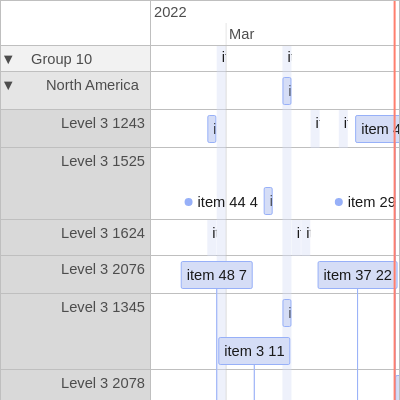 2022
Mar
▼ Group 10
▼ North America
Level 3 1243
item 4
Level 3 1525
item 44 4
item 29
Level 3 1624
Level 3 2076
item 48 7
item 37 22
Level 3 1345
item 3 11
Level 3 2078